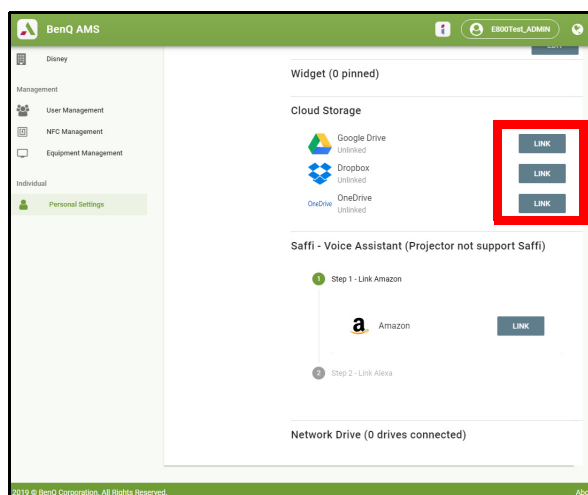 BenQ AMS
E800Test_ADMIN
Disney
Management
User Management
NFC Management
Equipment Management
Individual
Personal Settings
Widget (0 pinned)
Cloud Storage
Google Drive
Unlinked
LINK
Dropbox
Unlinked
LINK
OneDrive
OneDrive
Unlinked
LINK
Saffi - Voice Assistant (Projector not support Saffi)
1 Step 1 - Link Amazon
a Amazon
LINK
2 Step 2 - Link Alexa
Network Drive (0 drives connected)
2019 © BenQ Corporation. All Rights Reserved.